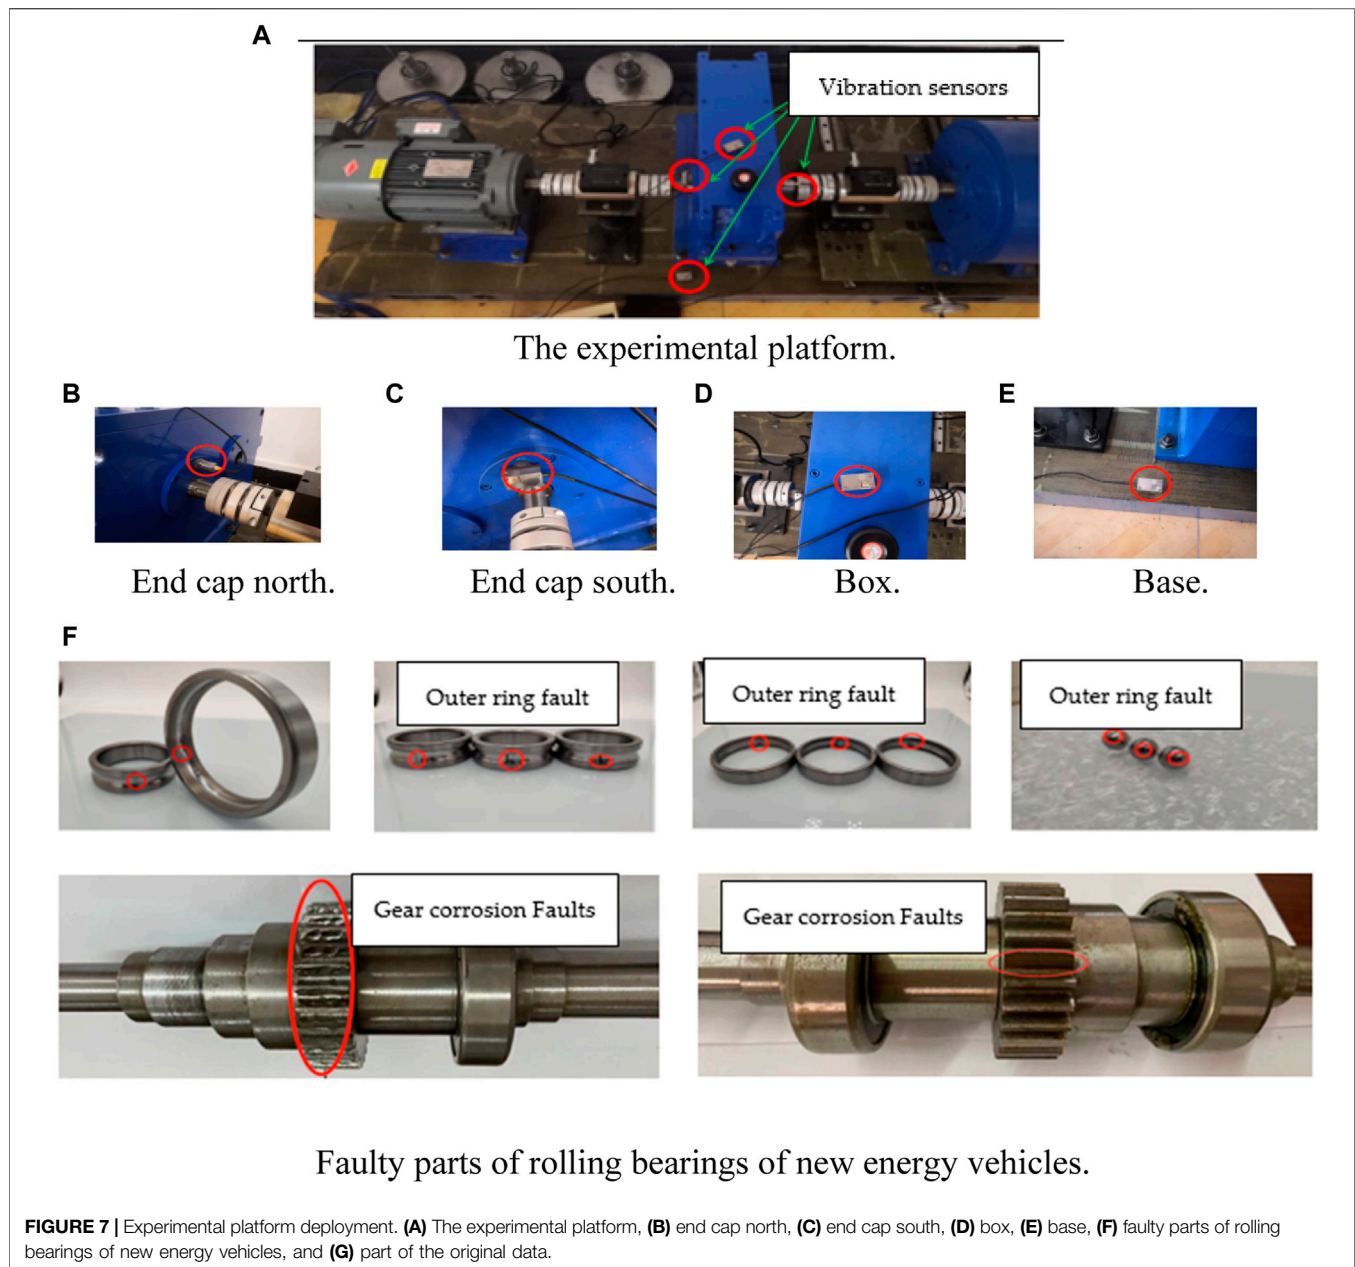 A
Vibration sensors
The experimental platform.
B
C
D
E
End cap north.
End cap south.
Box.
Base.
F
Outer ring fault
Outer ring fault
Outer ring fault
Gear corrosion Faults
Gear corrosion Faults
Faulty parts of rolling bearings of new energy vehicles.
FIGURE 7 | Experimental platform deployment. (A) The experimental platform, (B) end cap north, (C) end cap south, (D) box, (E) base, (F) faulty parts of rolling
bearings of new energy vehicles, and (G) part of the original data.